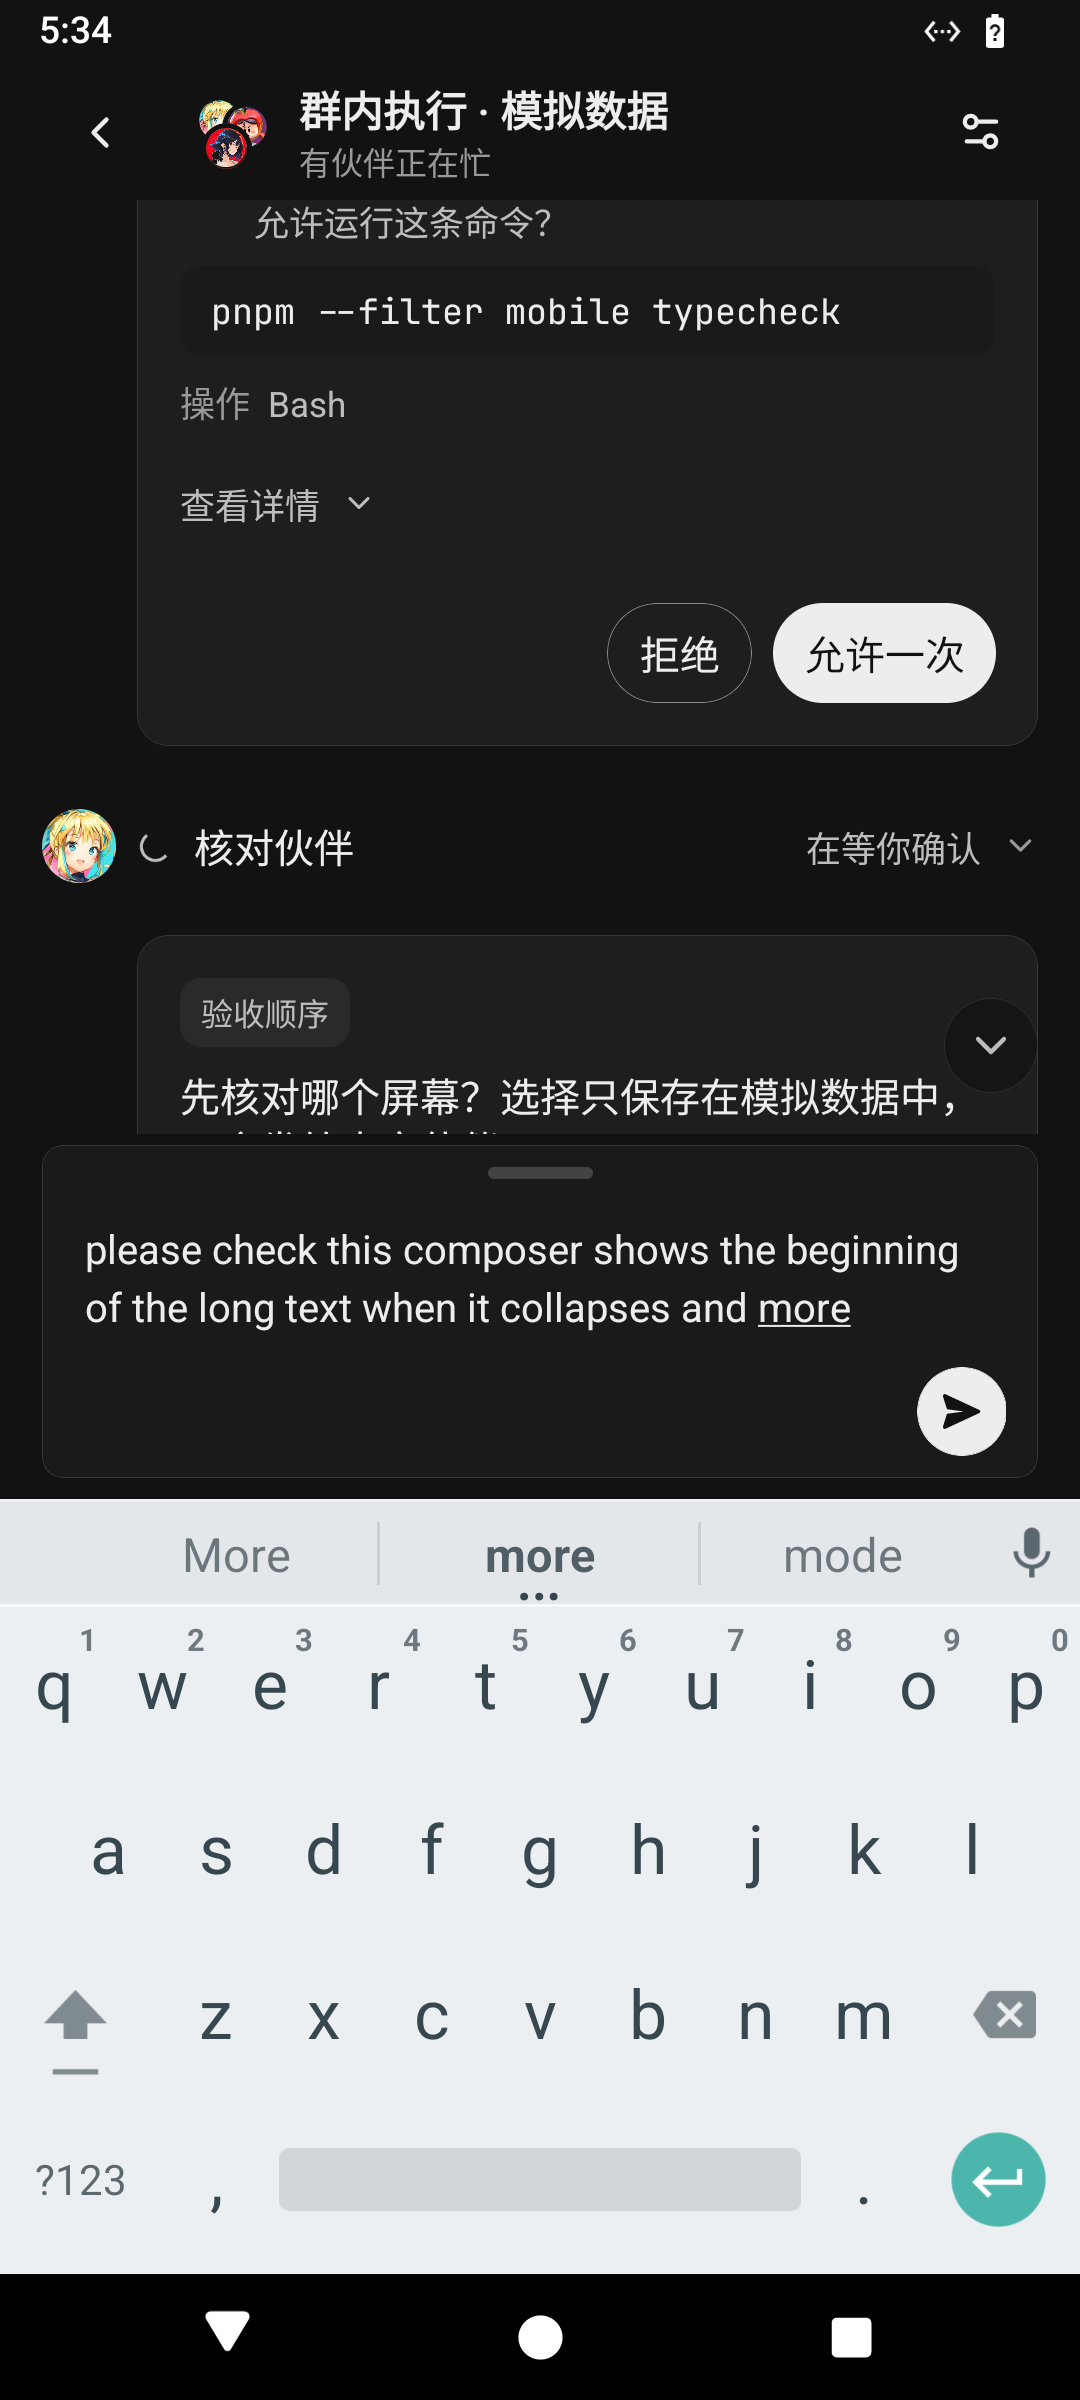 5:34
群内执行 · 模拟数据
有伙伴正在忙
允许运行这条命令?
pnpm --filter mobile typecheck
操作 Bash
查看详情
拒绝 允许一次
核对伙伴 在等你确认
验收顺序
先核对哪个屏幕？选择只保存在模拟数据中，
please check this composer shows the beginning
of the long text when it collapses and more
More more mode
1 2 3 4 5 6 7 8 9 0
q w e r t y u i o p
a s d f g h j k l
z x c v b n m
?123 , .